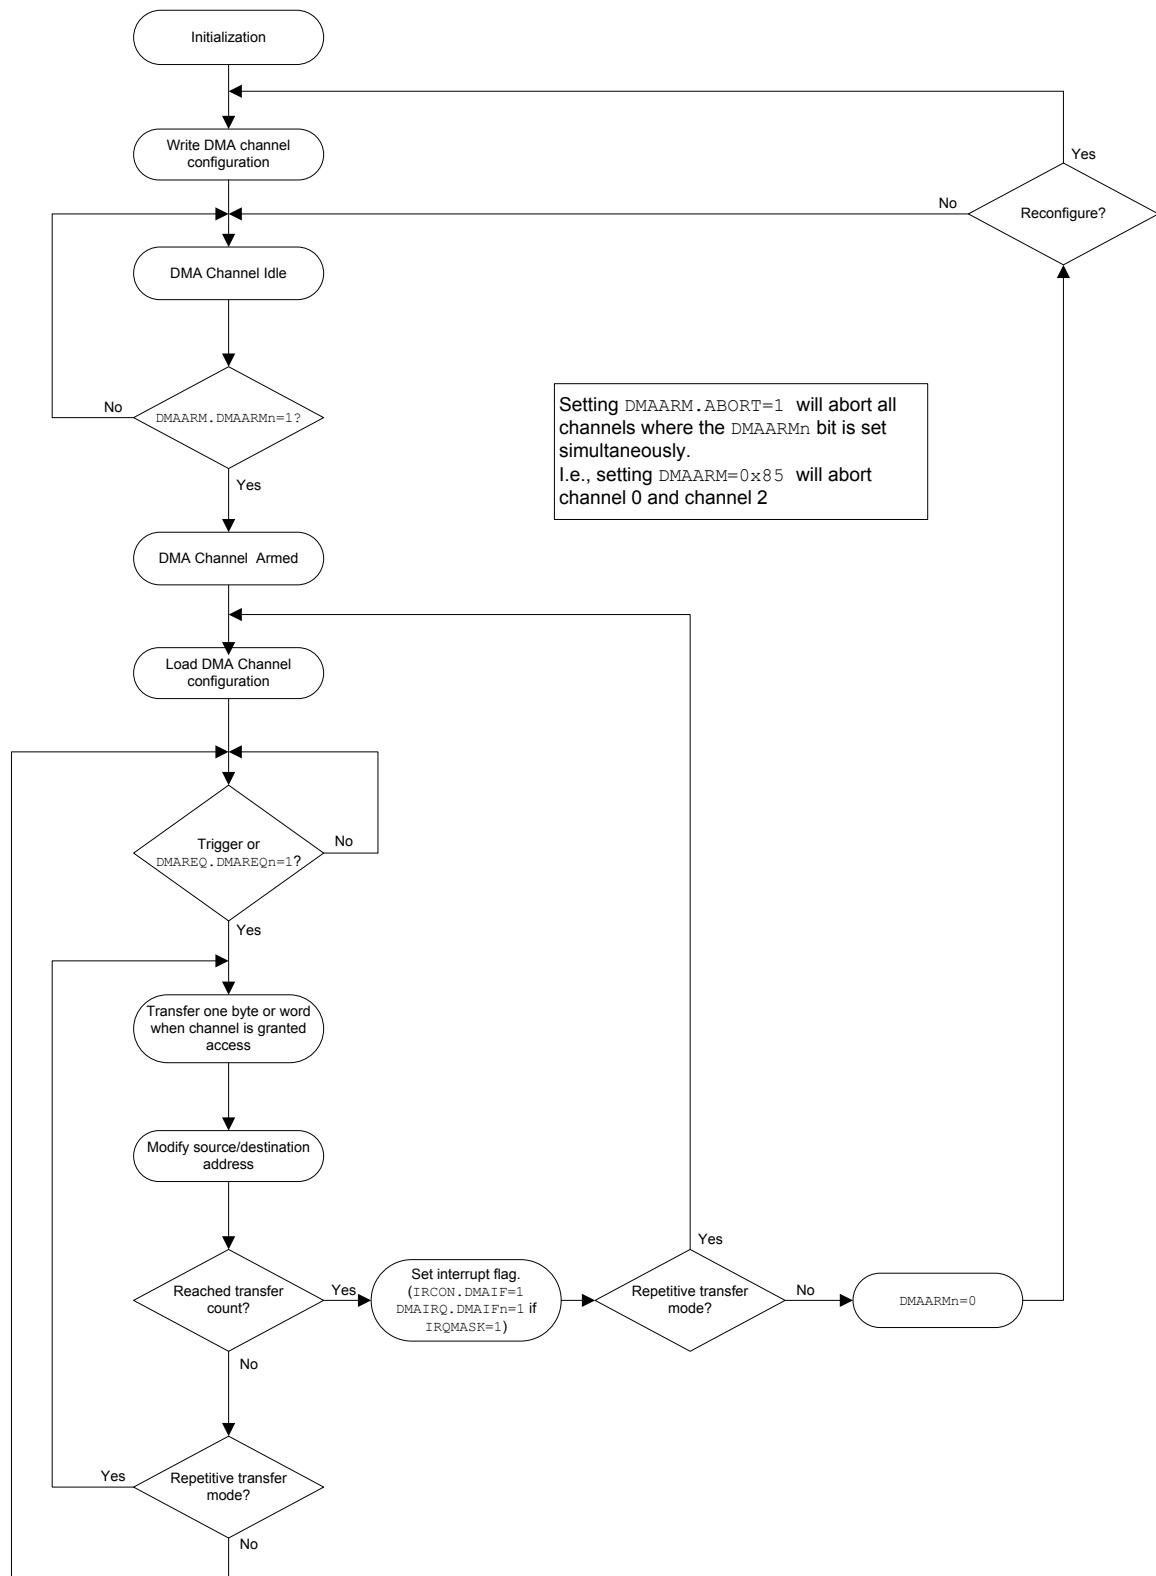 Initialization
Write DMA channel
configuration
Yes
No
Reconfigure?
DMA Channel Idle
No
DMAARM.DMAARMn=1?
Yes
Setting DMAARM.ABORT=1 will abort all
channels where the DMAARMn bit is set
simultaneously.
I.e., setting DMAARM=0x85 will abort
channel 0 and channel 2
DMA Channel Armed
Load DMA Channel
configuration
Trigger or
DMAREQ.DMAREQn=1?
No
Yes
Transfer one byte or word
when channel is granted
access
Modify source/destination
address
Reached transfer
count?
Yes
No
Set interrupt flag.
(IRCON.DMAIF=1
DMAIRQ.DMAIFn=1 if
IRQMASK=1)
Yes
Repetitive transfer
mode?
No
DMAARMn=0
Yes
Repetitive transfer
mode?
No